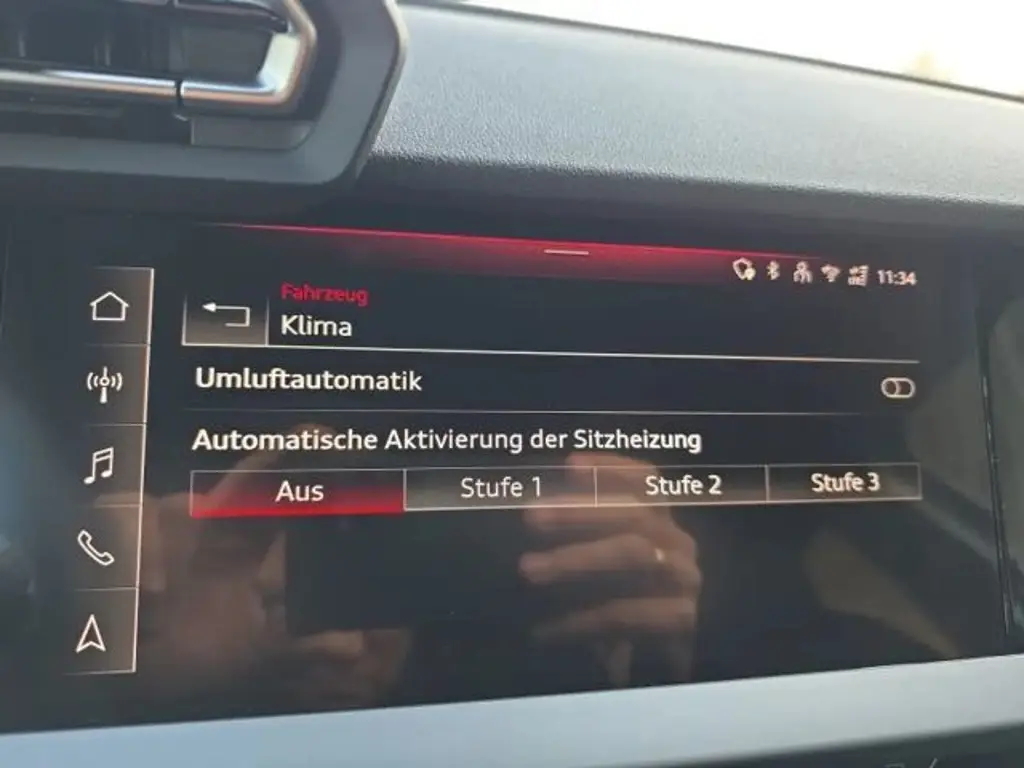 11:34
Fahrzeug
Klima
Umluftautomatik
Automatische Aktivierung der Sitzheizung
Aus Stufe 1 Stufe 2 Stufe 3